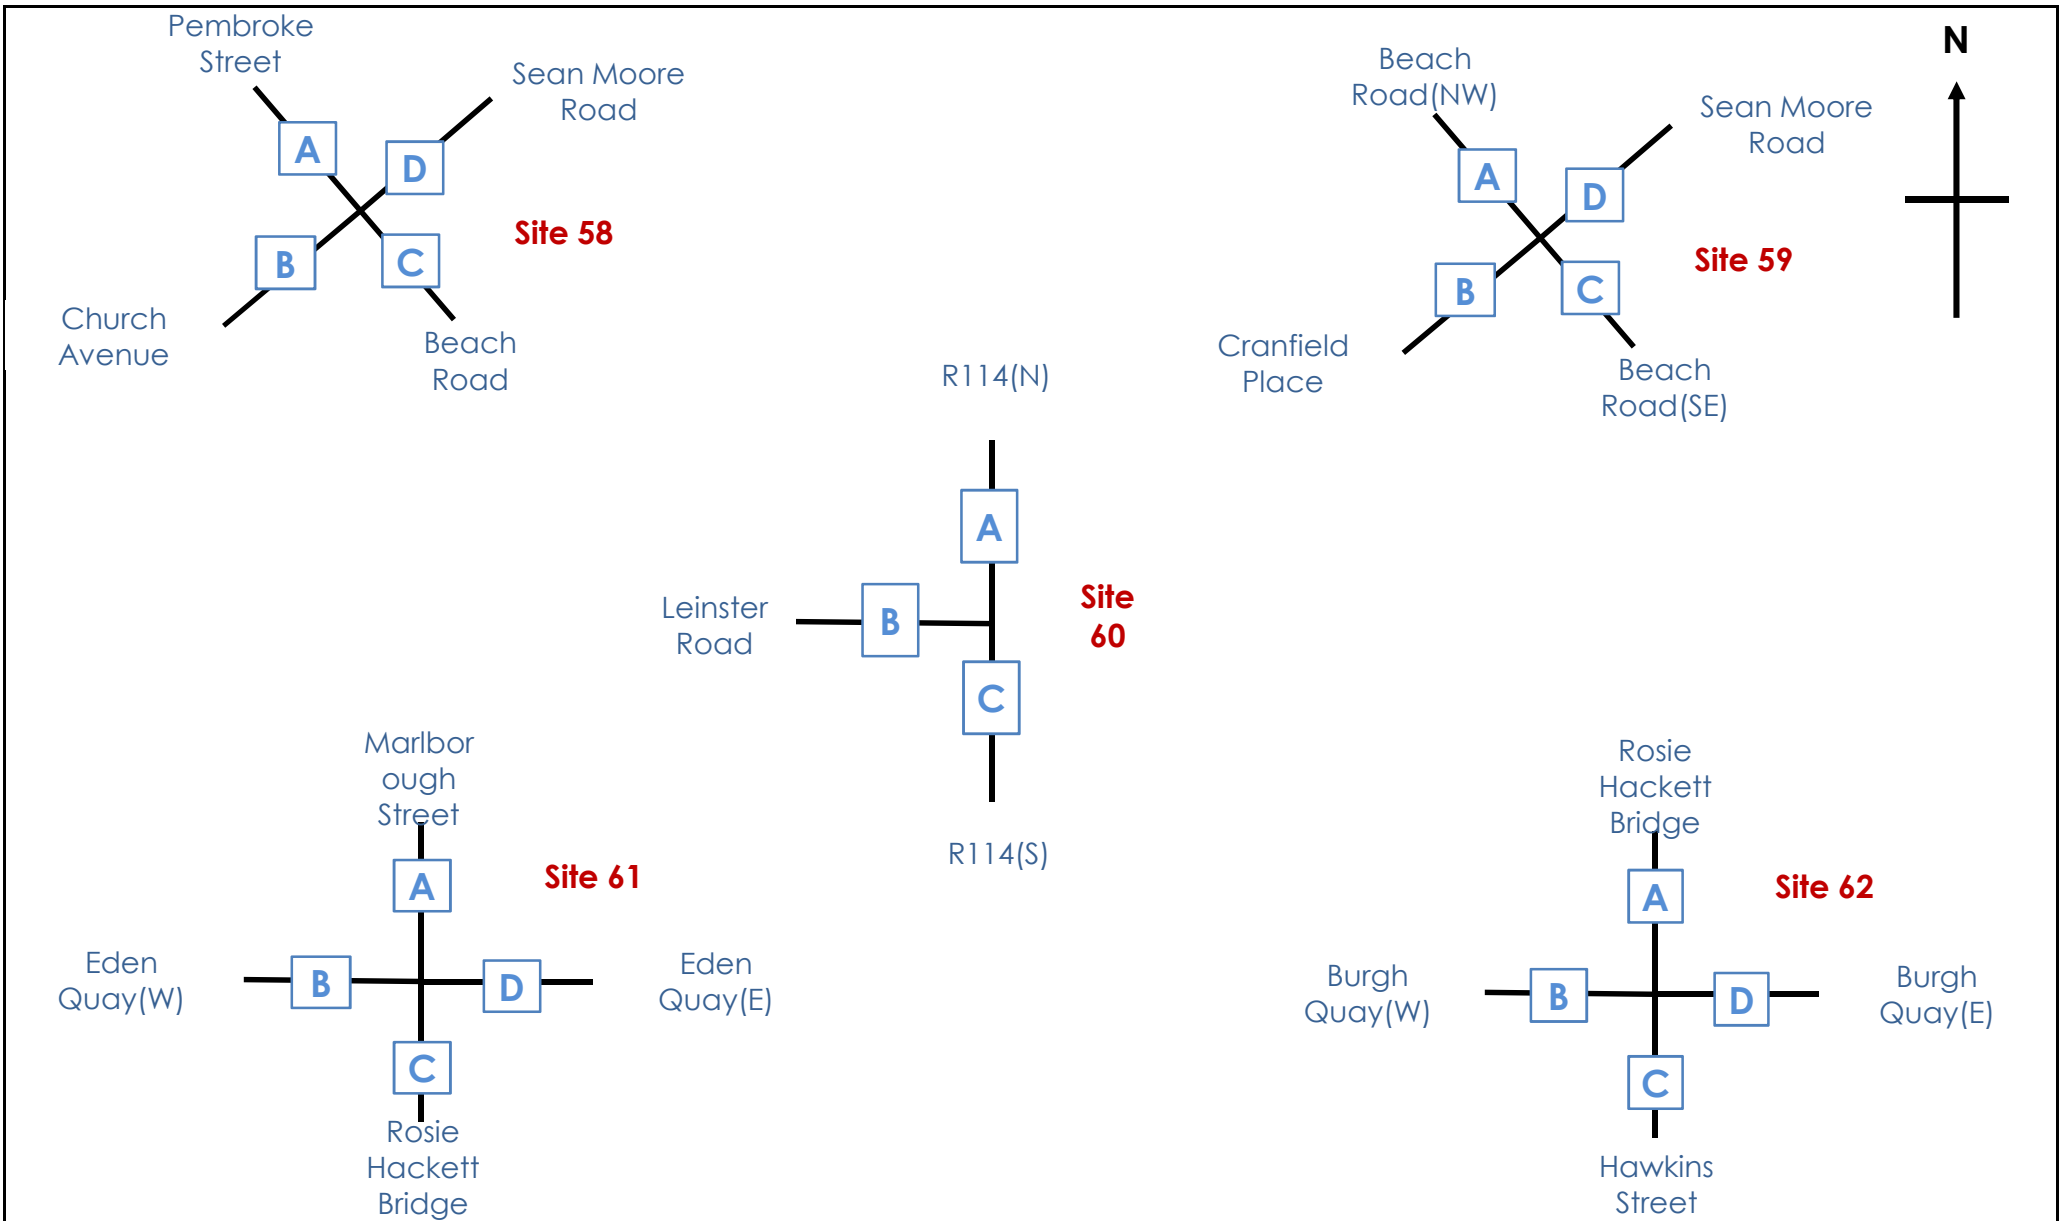 Pembroke
Street
Sean Moore
Road
A
D
Site 58
B
C
Church
Avenue
Beach
Road
Beach
Road(NW)
Sean Moore
Road
N
A
D
Site 59
B
C
Cranfield
Place
Beach
Road(SE)
R114(N)
A
Leinster
Road
B
Site
60
C
R114(S)
Marlbor
ough
Street
A
Site 61
Eden
Quay(W)
B
D
Eden
Quay(E)
C
Rosie
Hackett
Bridge
Rosie
Hackett
Bridge
A
Site 62
Burgh
Quay(W)
B
D
Burgh
Quay(E)
C
Hawkins
Street